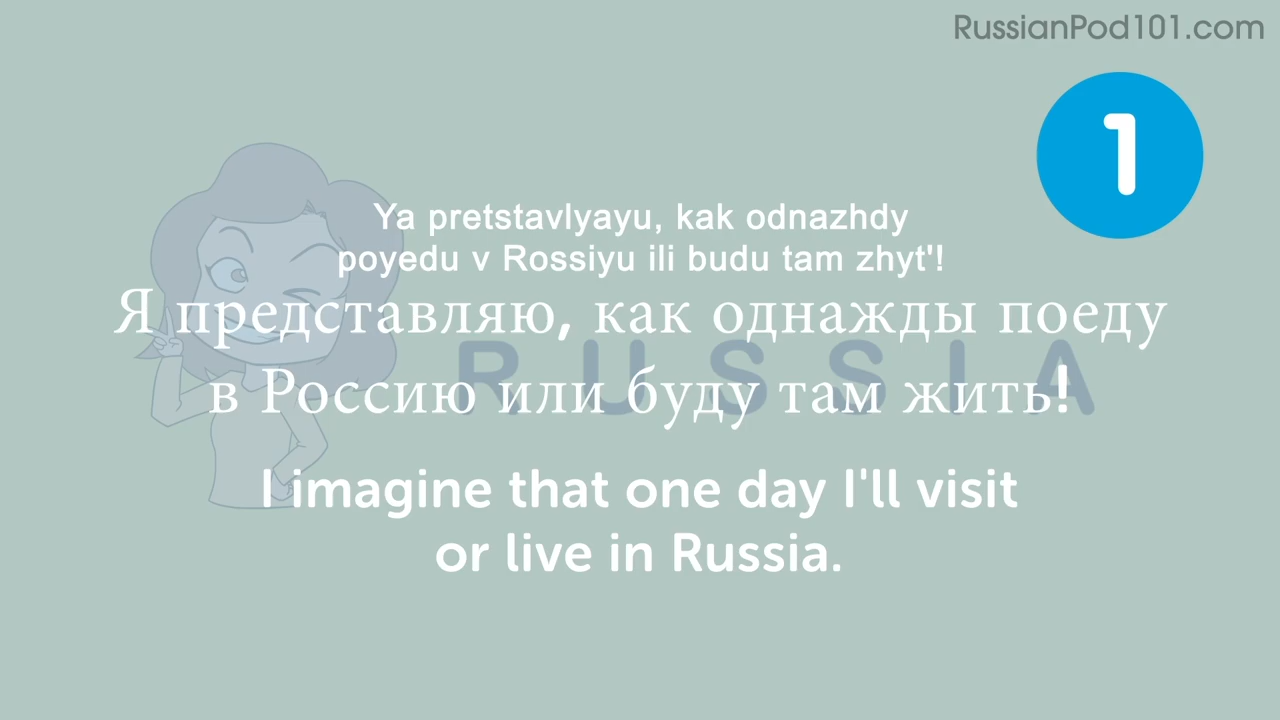 RussianPod101.com
1
Ya pretstavlyayu, kak odnazhdy
poyedu v Rossiyu ili budu tam zhyt'!
Я представляю, как однажды поеду
в Россию или буду там жить!
RUSSIA
I imagine that one day I'll visit
or live in Russia.